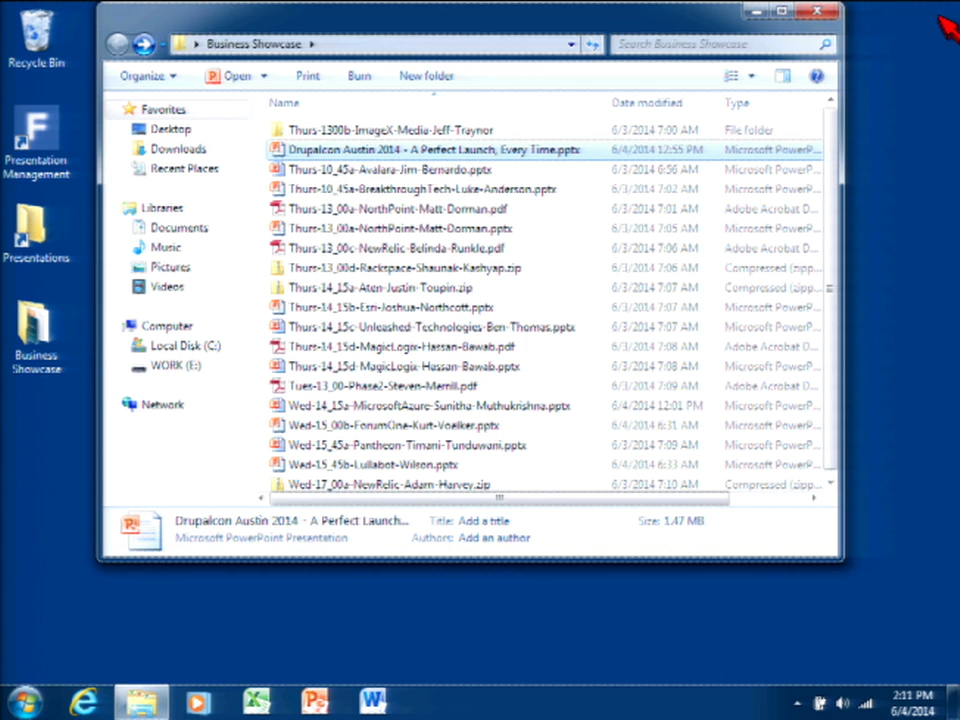 Recycle Bin
Presentation
Management
Presentations
Business
Showcase
Business Showcase
Search Business Showcase
Organize Open Print Burn New folder
Name Date modified Type
Favorites
Desktop
Downloads
Recent Places
Libraries
Documents
Music
Pictures
Videos
Computer
Local Disk (C:)
WORK (E:)
Network
Thurs-1300b-ImageX-Media-Jeff-Traynor 6/3/2014 7:00 AM File folder
Drupalcon Austin 2014 - A Perfect Launch, Every Time.pptx 6/4/2014 12:55 PM Microsoft PowerP...
Thurs-10_45a-Avalara-Jim-Bernardo.pptx 6/3/2014 6:56 AM Microsoft PowerP...
Thurs-10_45a-BreakthroughTech-Luke-Anderson.pptx 6/3/2014 7:02 AM Microsoft PowerP...
Thurs-13_00a-NorthPoint-Matt-Dorman.pdf 6/3/2014 7:01 AM Adobe Acrobat D...
Thurs-13_00a-NorthPoint-Matt-Dorman.pptx 6/3/2014 7:05 AM Microsoft PowerP...
Thurs-13_00c-NewRelic-Belinda-Runkle.pdf 6/3/2014 7:06 AM Adobe Acrobat D...
Thurs-13_00d-Rackspace-Shaunak-Kashyap.zip 6/3/2014 7:06 AM Compressed (zipp...
Thurs-14_15a-Aten-Justin-Toupin.zip 6/3/2014 7:07 AM Compressed (zipp...
Thurs-14_15b-Esri-Joshua-Northcott.pptx 6/3/2014 7:07 AM Microsoft PowerP...
Thurs-14_15c-Unleashed-Technologies-Ben-Thomas.pptx 6/3/2014 7:07 AM Microsoft PowerP...
Thurs-14_15d-MagicLogix-Hassan-Bawab.pdf 6/3/2014 7:08 AM Adobe Acrobat D...
Thurs-14_15d-MagicLogix-Hassan-Bawab.pptx 6/3/2014 7:08 AM Microsoft PowerP...
Tues-13_00-Phase2-Steven-Merrill.pdf 6/3/2014 7:09 AM Adobe Acrobat D...
Wed-14_15a-MicrosoftAzure-Sunitha-Muthukrishna.pptx 6/4/2014 12:01 PM Microsoft PowerP...
Wed-15_00b-ForumOne-Kurt-Voelker.pptx 6/4/2014 6:31 AM Microsoft PowerP...
Wed-15_45a-Pantheon-Timani-Tunduwani.pptx 6/3/2014 7:09 AM Microsoft PowerP...
Wed-15_45b-Lullabot-Wilson.pptx 6/4/2014 6:33 AM Microsoft PowerP...
Wed-17_00a-NewRelic-Adam-Harvey.zip 6/3/2014 7:10 AM Compressed (zipp...
Drupalcon Austin 2014 - A Perfect Launch... Title: Add a title Size: 1.47 MB
Microsoft PowerPoint Presentation Authors: Add an author
2:11 PM
6/4/2014